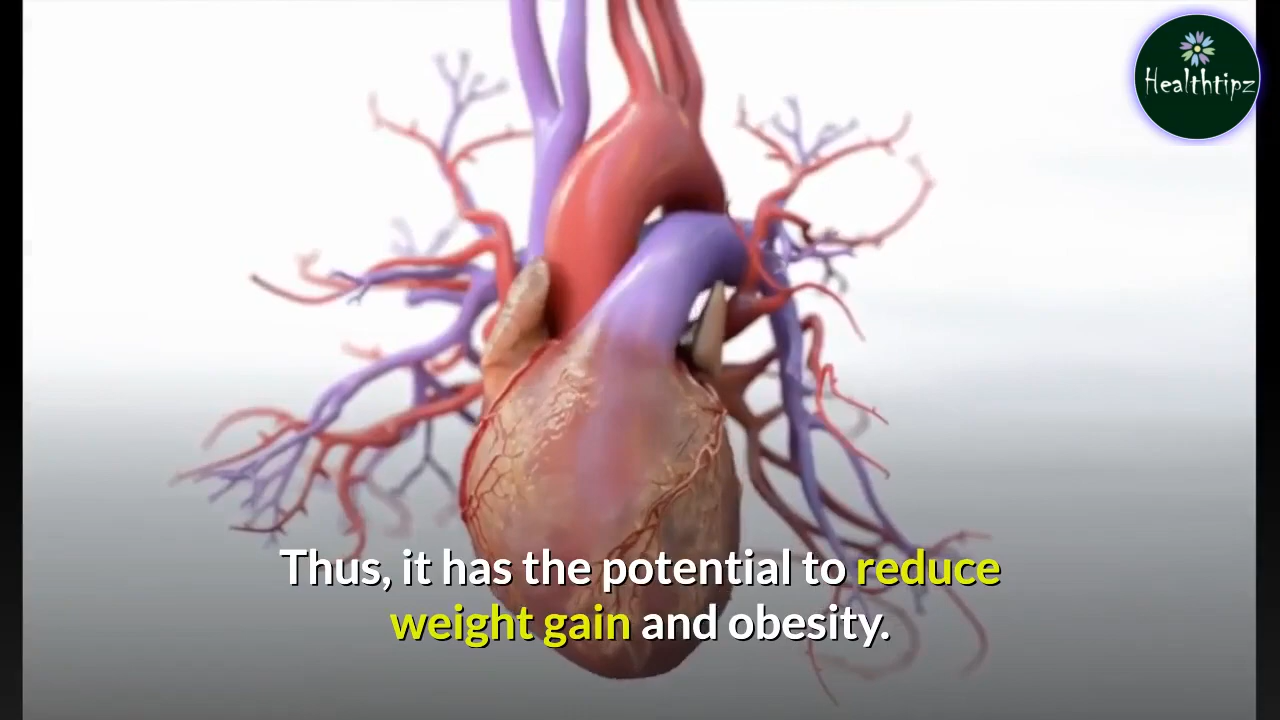 Healthtipz
Thus, it has the potential to reduce
weight gain and obesity.